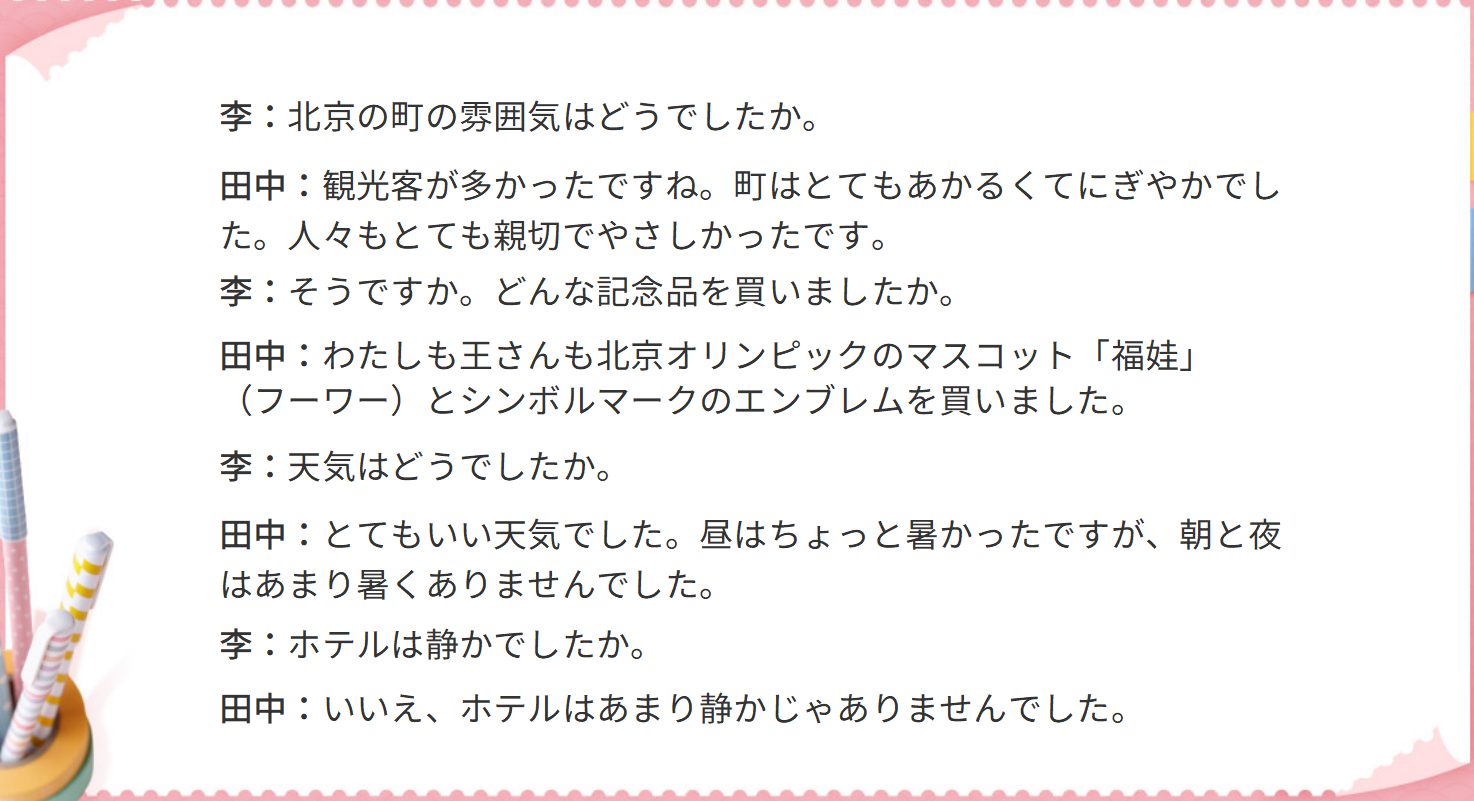 李：北京の町の雰囲気はどうでしたか。
田中：観光客が多かったですね。町はとてもあかるくてにぎやかでし
た。人々もとても親切でやさしかったです。
李：そうですか。どんな記念品を買いましたか。
田中：わたしも王さんも北京オリンピックのマスコット「福娃」
（フーワー）とシンボルマークのエンブレムを買いました。
李：天気はどうでしたか。
田中：とてもいい天気でした。昼はちょっと暑かったですが、朝と夜
はあまり暑くありませんでした。
李：ホテルは静かでしたか。
田中：いいえ、ホテルはあまり静かじゃありませんでした。